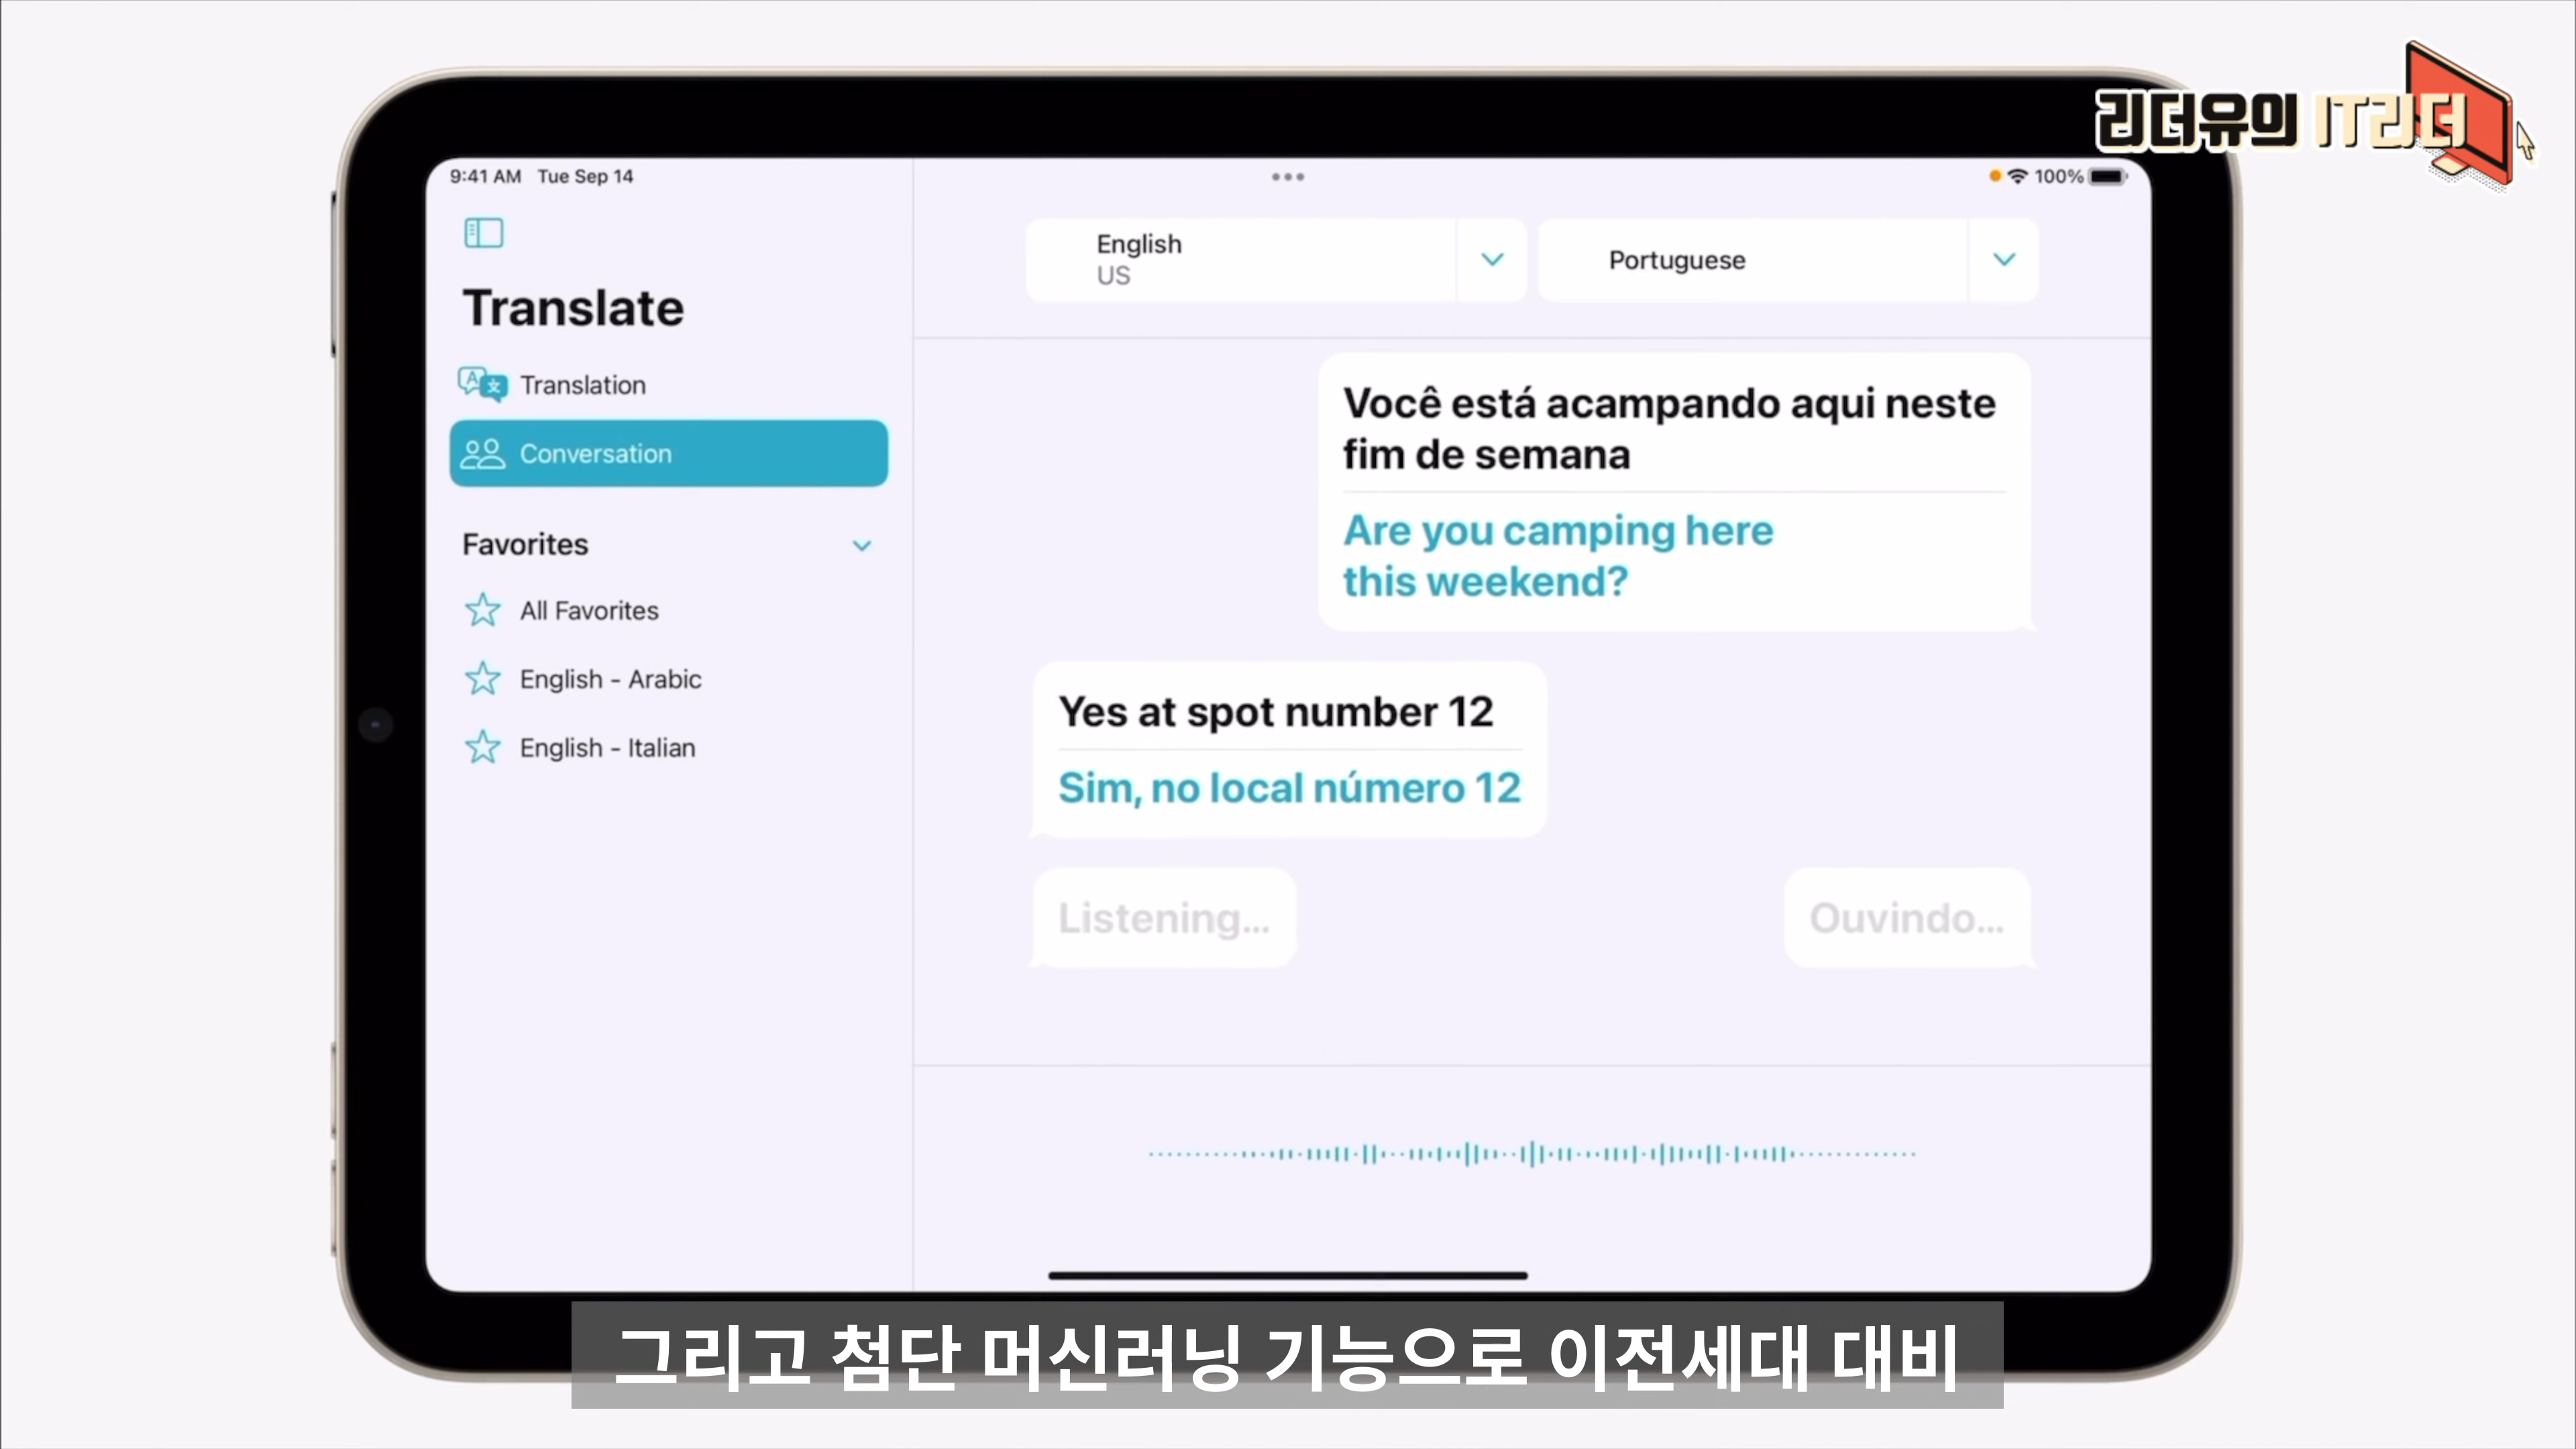 리더유의 IT리더
9:41 AM Tue Sep 14
100%
Translate
Translation
Conversation
Favorites
All Favorites
English - Arabic
English - Italian
English
US
Portuguese
Você está acampando aqui neste
fim de semana
Are you camping here
this weekend?
Yes at spot number 12
Sim, no local número 12
Listening...
Ouvindo...
그리고 첨단 머신러닝 기능으로 이전세대 대비